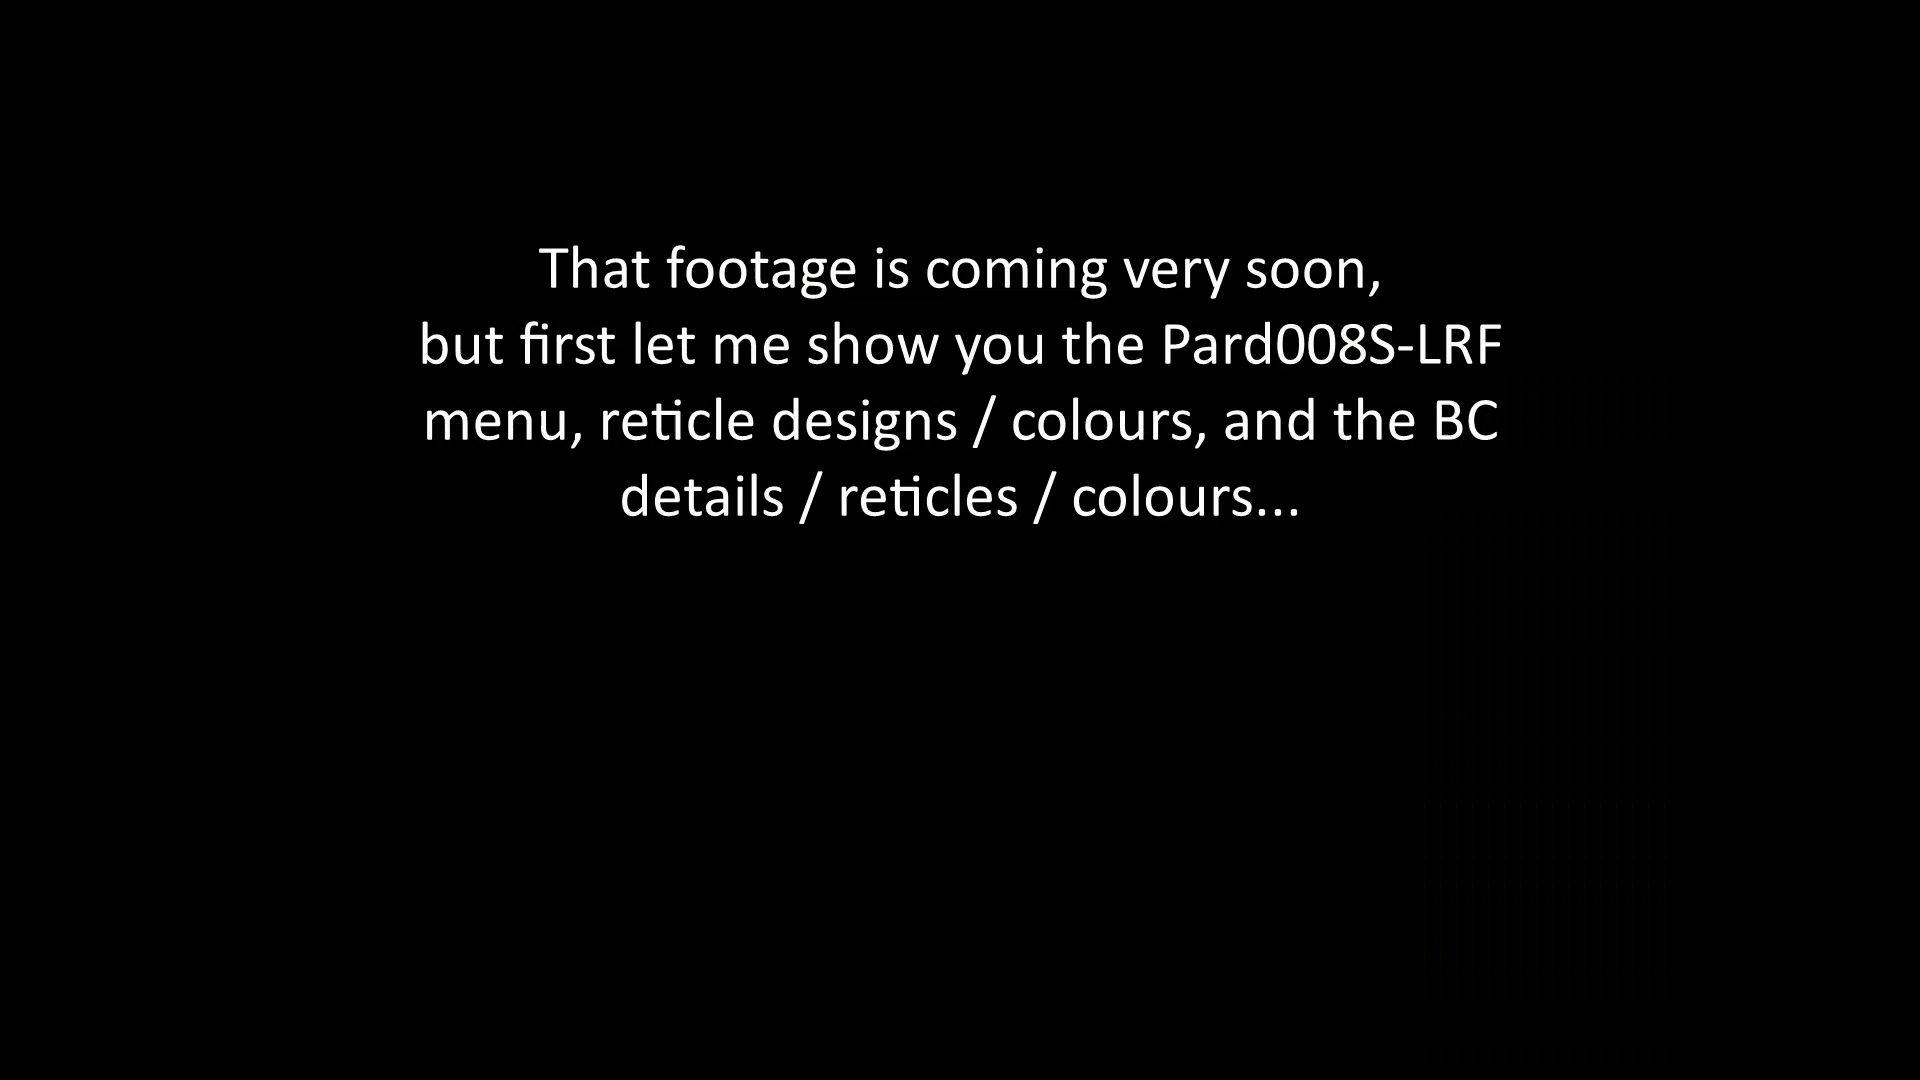 That footage is coming very soon,
but first let me show you the Pard008S-LRF
menu, reticle designs / colours, and the BC
details / reticles / colours...